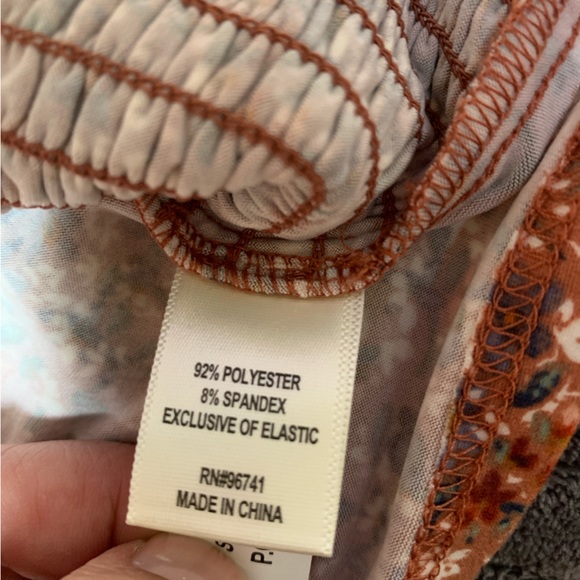 92% POLYESTER
8% SPANDEX
EXCLUSIVE OF ELASTIC
RN#96741
MADE IN CHINA